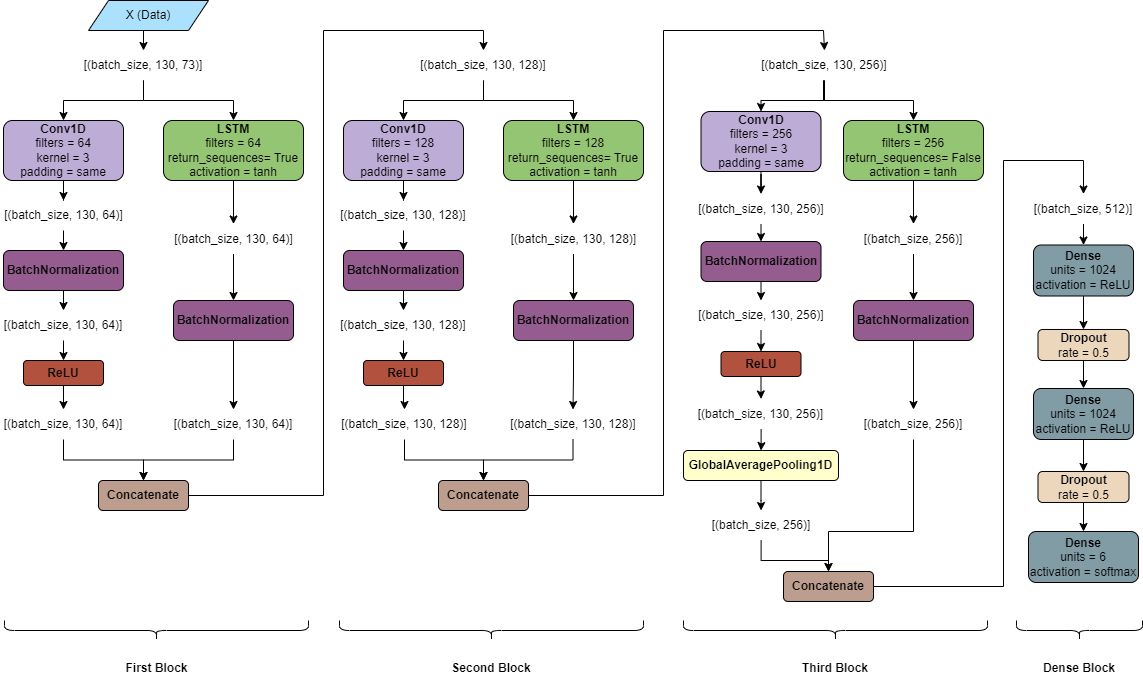 X (Data)
[(batch_size, 130, 73)]
Conv1D
filters = 64
kernel = 3
padding = same
LSTM
filters = 64
return_sequences= True
activation = tanh
[(batch_size, 130, 64)]
[(batch_size, 130, 64)]
BatchNormalization
BatchNormalization
[(batch_size, 130, 64)]
ReLU
[(batch_size, 130, 64)]
[(batch_size, 130, 64)]
Concatenate
First Block
[(batch_size, 130, 128)]
Conv1D
filters = 128
kernel = 3
padding = same
LSTM
filters = 128
return_sequences= True
activation = tanh
[(batch_size, 130, 128)]
[(batch_size, 130, 128)]
BatchNormalization
BatchNormalization
[(batch_size, 130, 128)]
ReLU
[(batch_size, 130, 128)]
[(batch_size, 130, 128)]
Concatenate
Second Block
[(batch_size, 130, 256)]
Conv1D
filters = 256
kernel = 3
padding = same
LSTM
filters = 256
return_sequences= False
activation = tanh
[(batch_size, 130, 256)]
[(batch_size, 256)]
BatchNormalization
BatchNormalization
[(batch_size, 130, 256)]
ReLU
[(batch_size, 130, 256)]
[(batch_size, 256)]
GlobalAveragePooling1D
[(batch_size, 256)]
Concatenate
Third Block
[(batch_size, 512)]
Dense
units = 1024
activation = ReLU
Dropout
rate = 0.5
Dense
units = 1024
activation = ReLU
Dropout
rate = 0.5
Dense
units = 6
activation = softmax
Dense Block